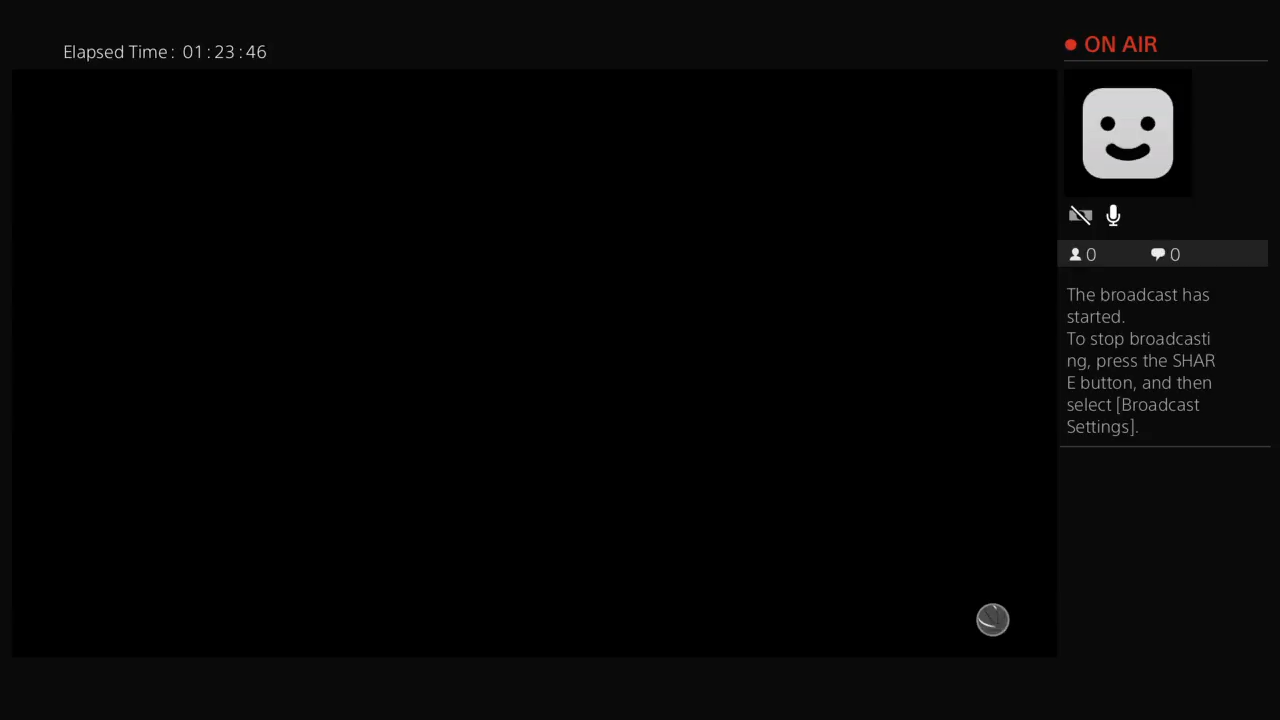 Elapsed Time: 01:23:46
ON AIR
0 0
The broadcast has
started.
To stop broadcasti
ng, press the SHAR
E button, and then
select [Broadcast
Settings].